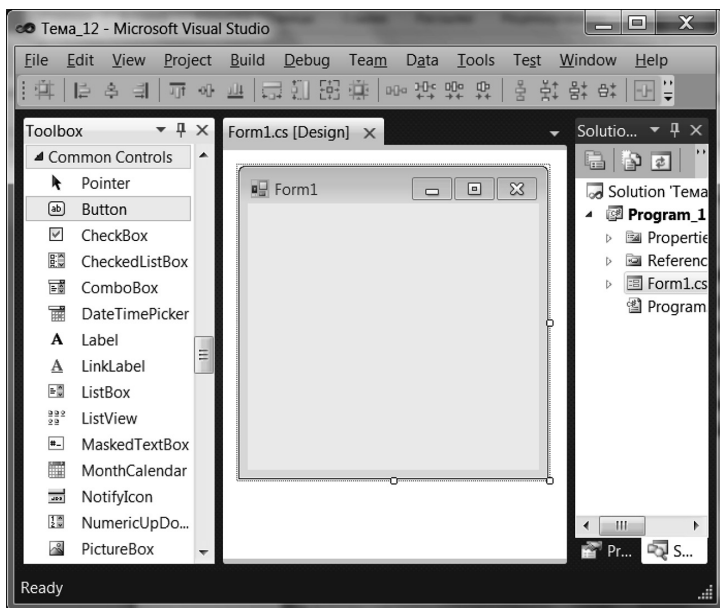 Тема_12 - Microsoft Visual Studio
File Edit View Project Build Debug Team Data Tools Test Window Help
Toolbox
Common Controls
Pointer
Button
CheckBox
CheckedListBox
ComboBox
DateTimePicker
Label
LinkLabel
ListBox
ListView
MaskedTextBox
MonthCalendar
NotifyIcon
NumericUpDo...
PictureBox
Form1.cs [Design]
Form1
Solutio...
Solution 'Тема
Program_1
Propertie
Referenc
Form1.cs
Program
Pr... S...
Ready